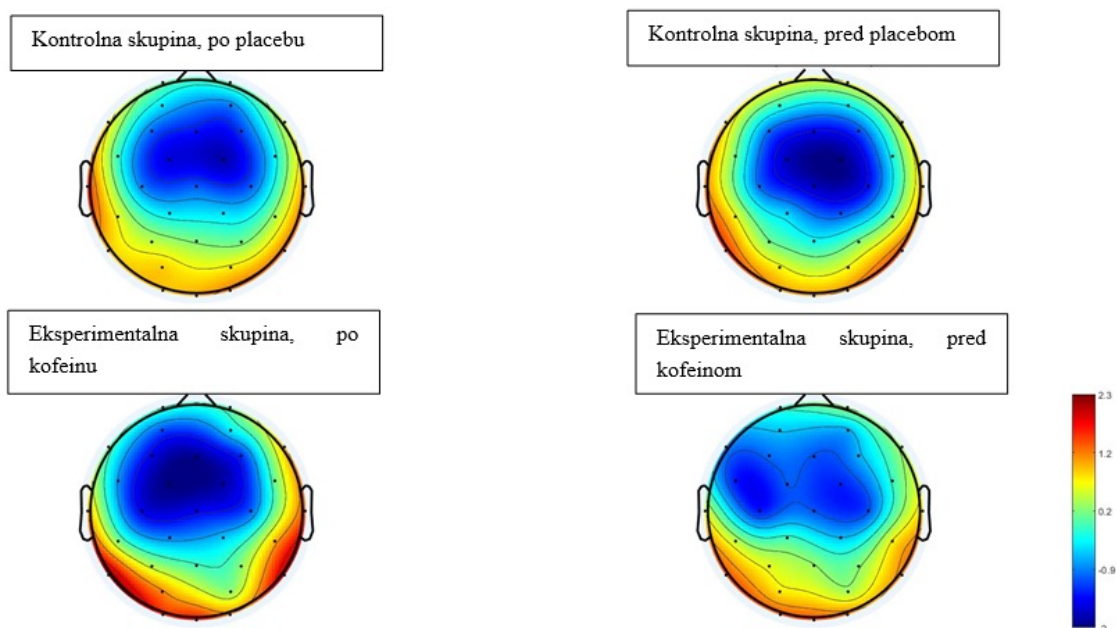 Kontrolna skupina, po placebu
Kontrolna skupina, pred placebom
Eksperimentalna skupina, po
kofeinu
Eksperimentalna skupina, pred
kofeinom
2.3
1.2
0.2
-0.9